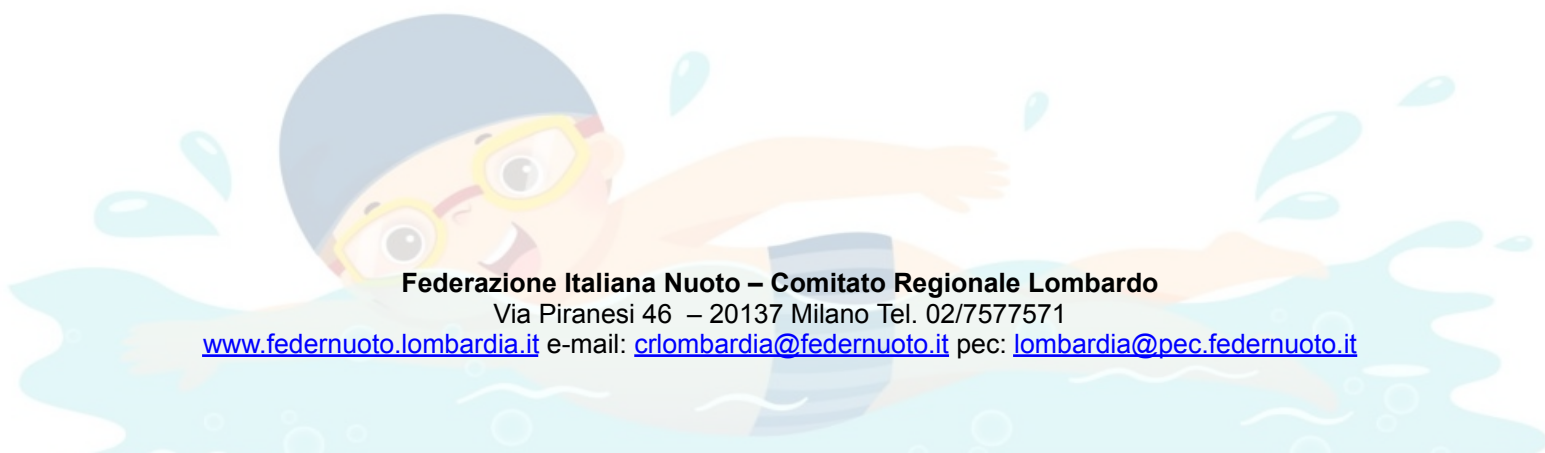 Federazione Italiana Nuoto – Comitato Regionale Lombardo
Via Piranesi 46 – 20137 Milano Tel. 02/7577571
www.federnuoto.lombardia.it e-mail: crlombardia@federnuoto.it pec: lombardia@pec.federnuoto.it